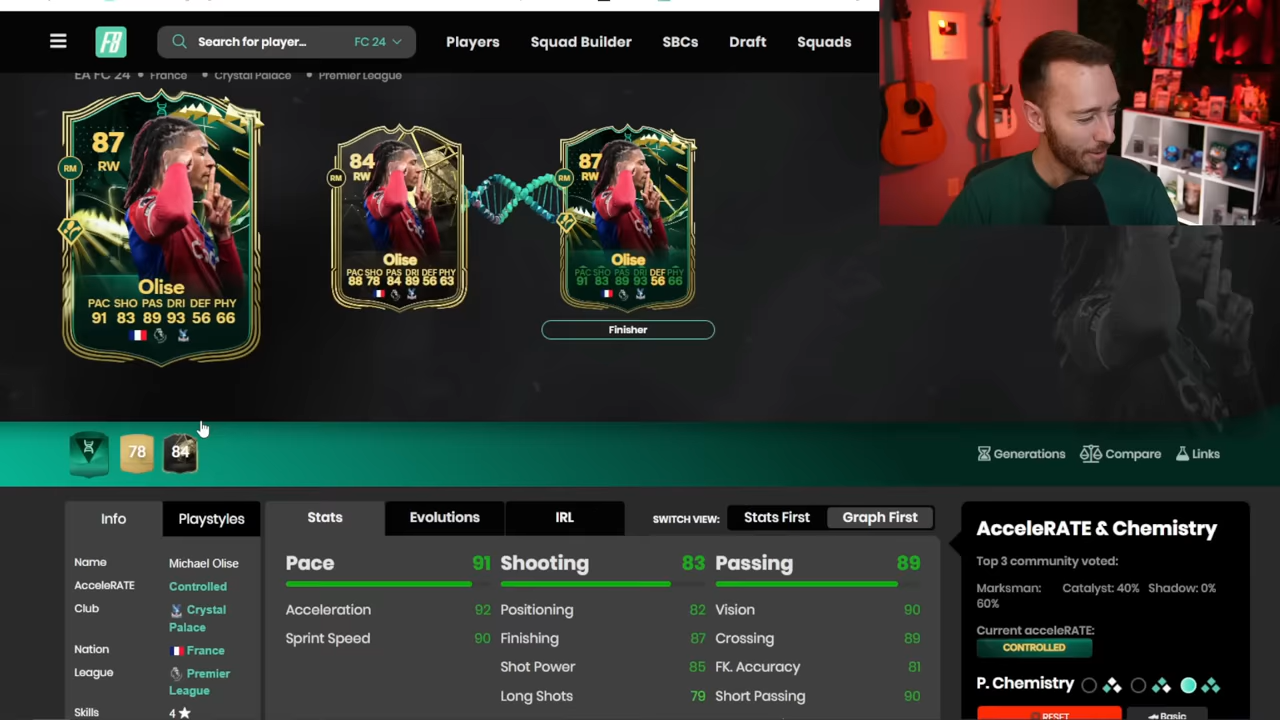 FB
Search for player...
FC 24
Players
Squad Builder
SBCs
Draft
Squads
EA FC 24 • France • Crystal Palace • Premier League
87
RW
RM
Olise
PAC SHO PAS DRI DEF PHY
91 83 89 93 56 66
84
RW
RM
Olise
PAC SHO PAS DRI DEF PHY
88 78 84 89 56 63
87
RW
RM
Olise
PAC SHO PAS DRI DEF PHY
91 83 89 93 56 66
Finisher
78
84
Generations
Compare
Links
Info
Playstyles
Name Michael Olise
AcceleRATE Controlled
Club Crystal
Palace
Nation France
League Premier
League
Skills 4★
Stats
Evolutions
IRL
SWITCH VIEW:
Stats First
Graph First
Pace 91
Acceleration 92
Sprint Speed 90
Shooting 83
Positioning 82
Finishing 87
Shot Power 85
Long Shots 79
Passing 89
Vision 90
Crossing 89
FK. Accuracy 81
Short Passing 90
AcceleRATE & Chemistry
Top 3 community voted:
Marksman: Catalyst: 40% Shadow: 0%
60%
Current acceleRATE:
CONTROLLED
P. Chemistry
RESET
Basic